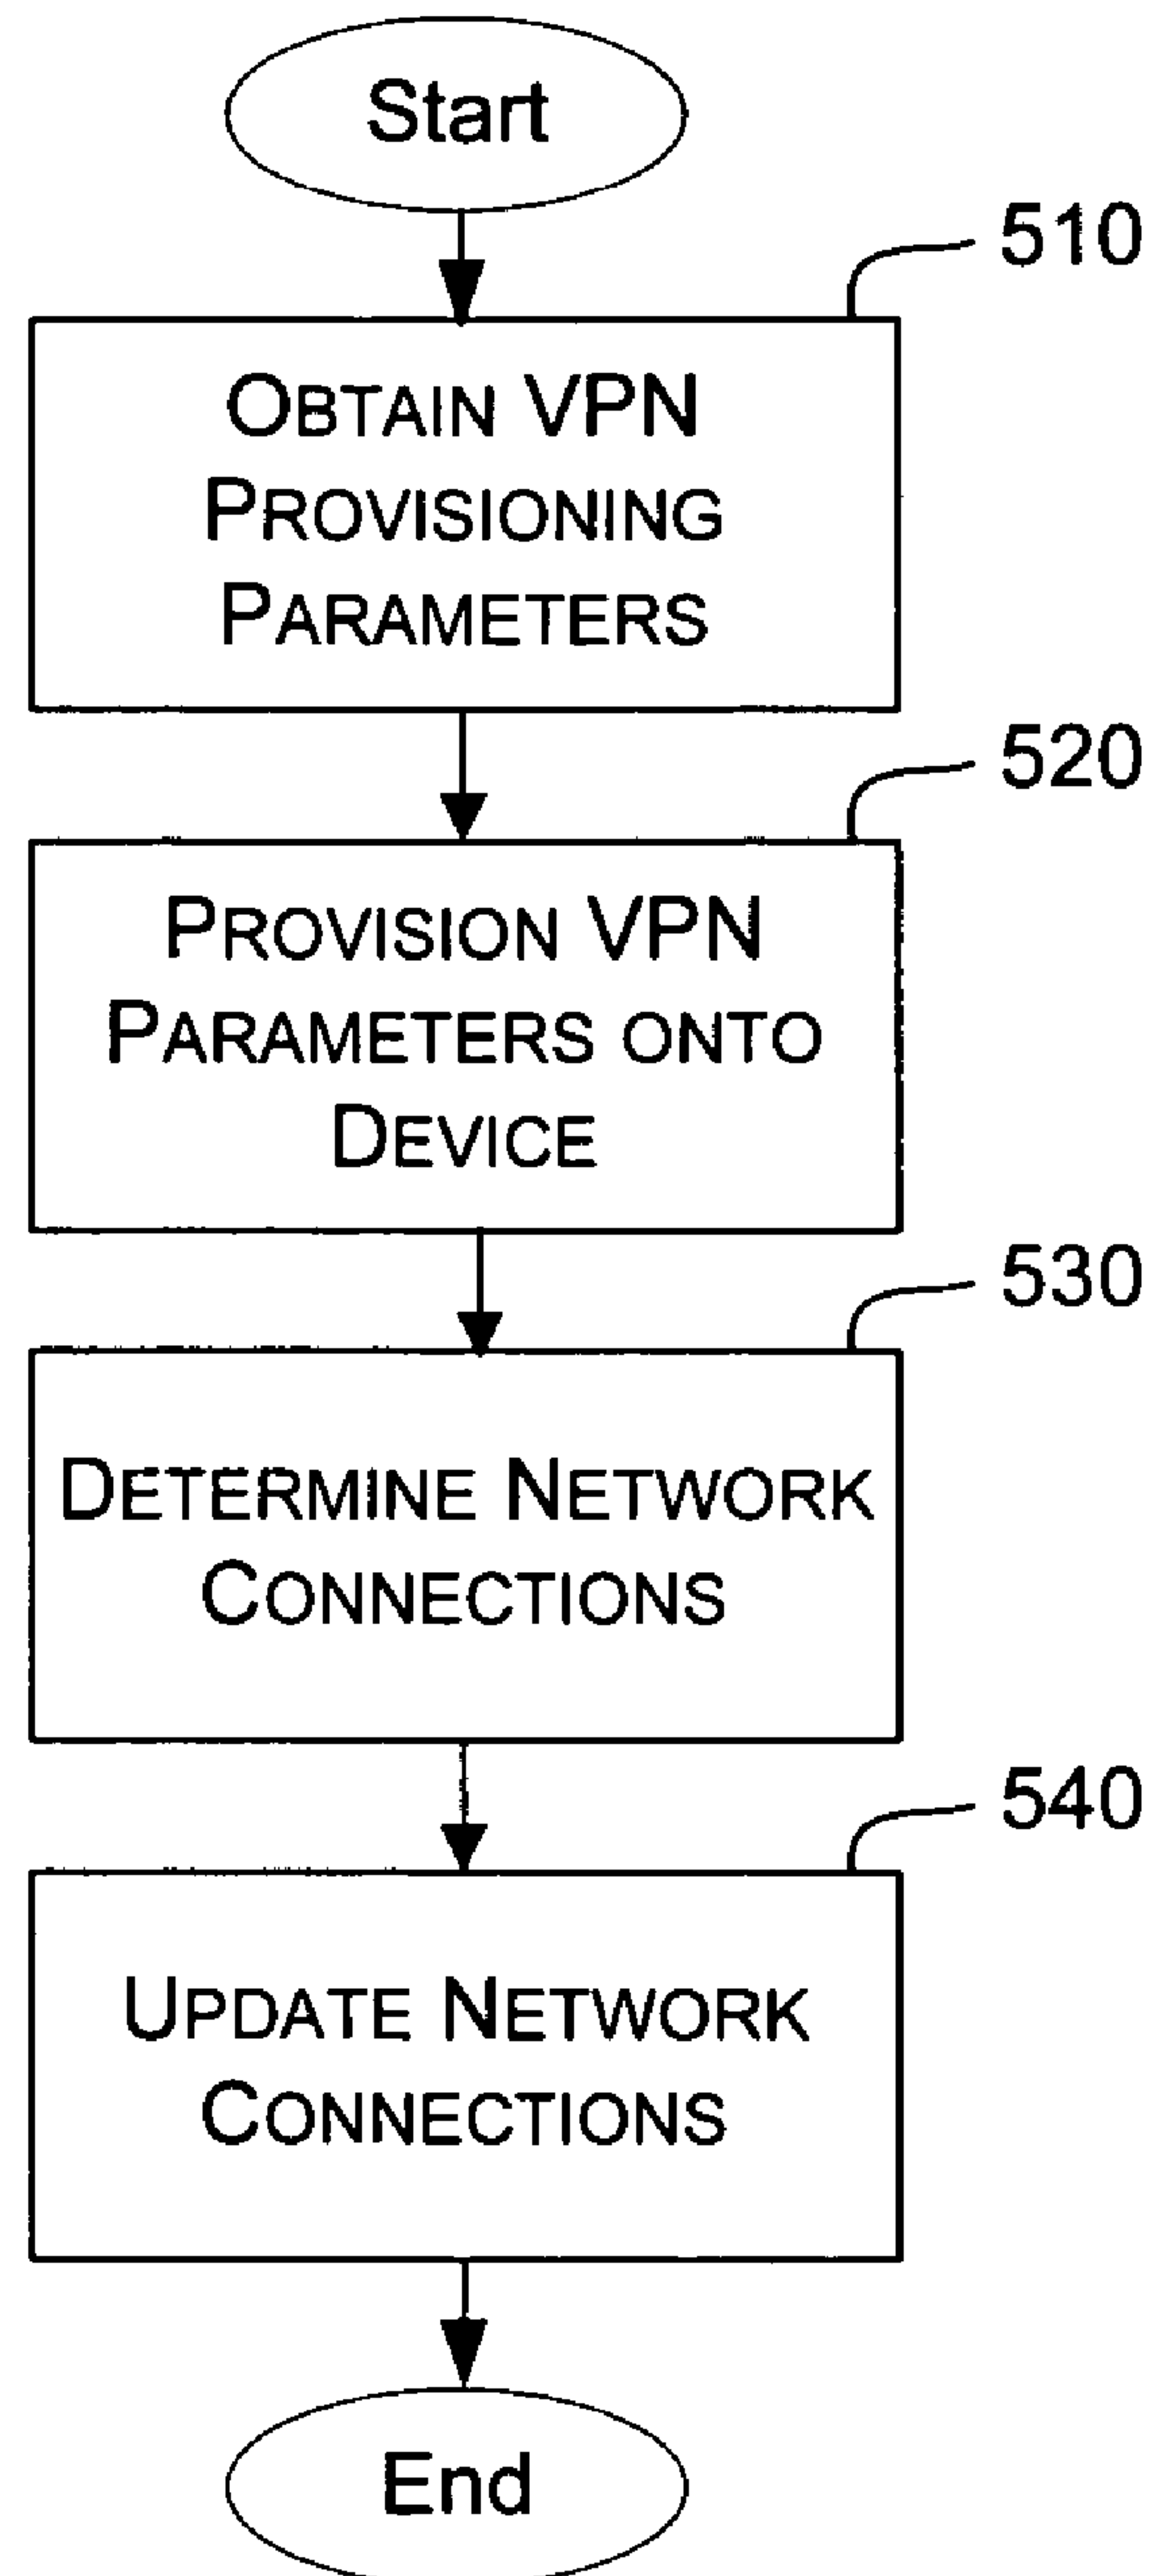 Start
510
OBTAIN VPN
PROVISIONING
PARAMETERS
520
PROVISION VPN
PARAMETERS ONTO
DEVICE
530
DETERMINE NETWORK
CONNECTIONS
540
UPDATE NETWORK
CONNECTIONS
End